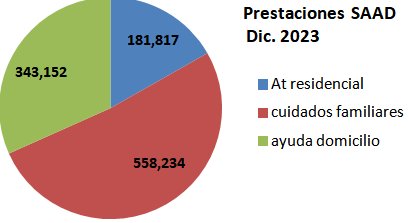 Prestaciones SAAD
Dic. 2023
181,817
343,152
558,234
At residencial
cuidados familiares
ayuda domicilio